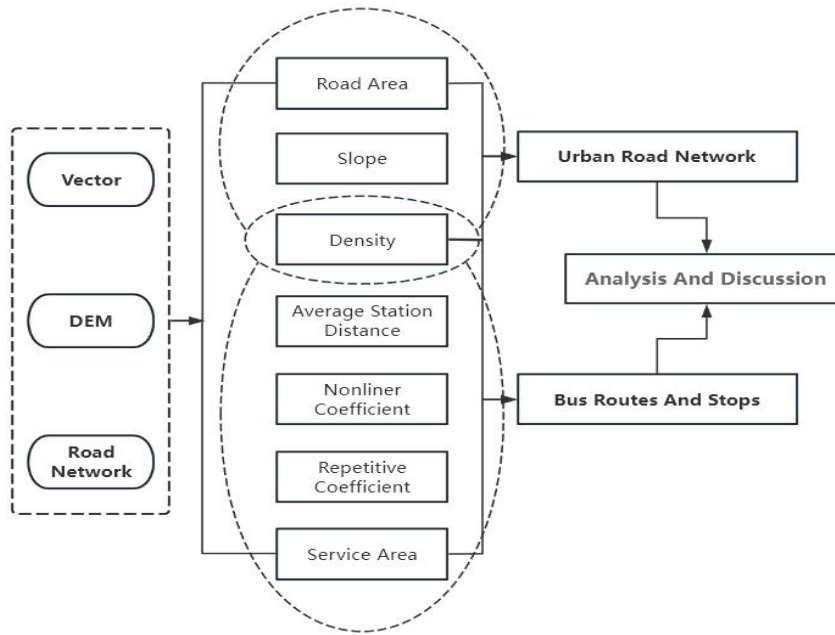 Vector
DEM
Road
Network
Road Area
Slope
Density
Average Station
Distance
Nonliner
Coefficient
Repetitive
Coefficient
Service Area
Urban Road Network
Analysis And Discussion
Bus Routes And Stops